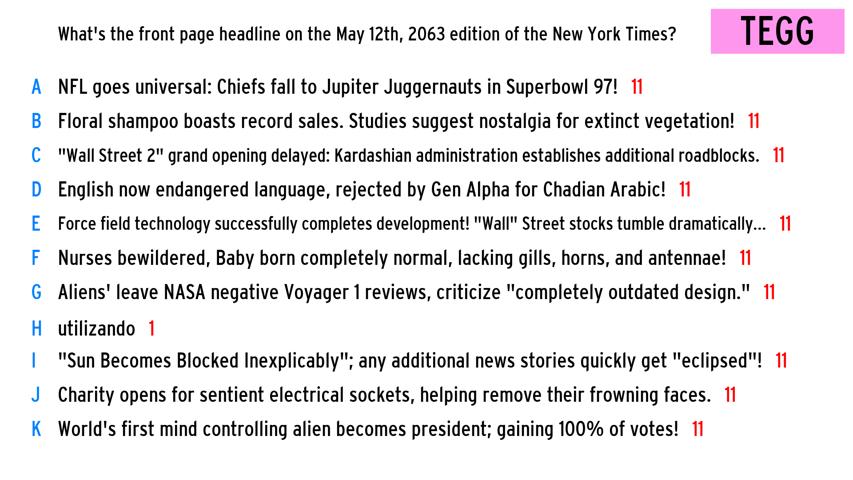 What's the front page headline on the May 12th, 2063 edition of the New York Times?
TEGG
A NFL goes universal: Chiefs fall to Jupiter Juggernauts in Superbowl 97! 11
B Floral shampoo boasts record sales. Studies suggest nostalgia for extinct vegetation! 11
C "Wall Street 2" grand opening delayed: Kardashian administration establishes additional roadblocks. 11
D English now endangered language, rejected by Gen Alpha for Chadian Arabic! 11
E Force field technology successfully completes development! "Wall" Street stocks tumble dramatically... 11
F Nurses bewildered, Baby born completely normal, lacking gills, horns, and antennae! 11
G Aliens' leave NASA negative Voyager 1 reviews, criticize "completely outdated design." 11
H utilizando 1
I "Sun Becomes Blocked Inexplicably"; any additional news stories quickly get "eclipsed"! 11
J Charity opens for sentient electrical sockets, helping remove their frowning faces. 11
K World's first mind controlling alien becomes president; gaining 100% of votes! 11